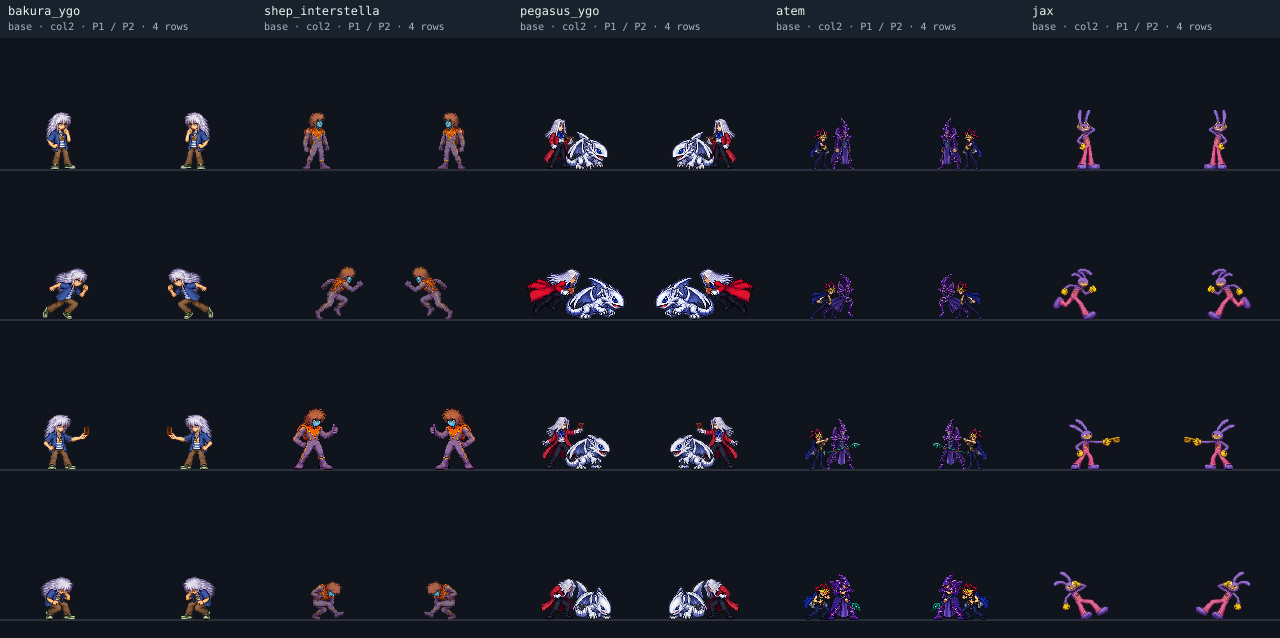 bakura_ygo
base · col2 · P1 / P2 · 4 rows
shep_interstella
base · col2 · P1 / P2 · 4 rows
pegasus_ygo
base · col2 · P1 / P2 · 4 rows
atem
base · col2 · P1 / P2 · 4 rows
jax
base · col2 · P1 / P2 · 4 rows